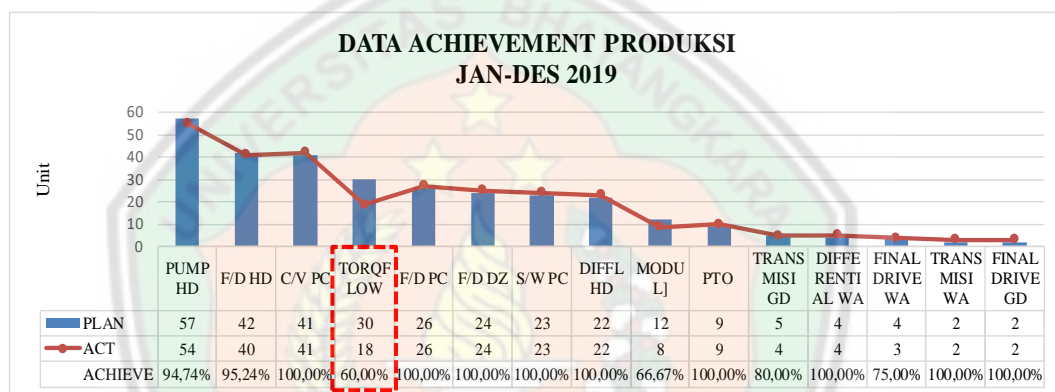 UNIVERSITAS BHAYANGKARA
DATA ACHIEVEMENT PRODUKSI
JAN-DES 2019
Unit
60
50
40
30
20
10
0
PUMP HD F/D HD C/V PC TORQF LOW F/D PC F/D DZ S/W PC DIFFL HD MODU L] PTO TRANS MISI GD DIFFE RENTI AL WA FINAL DRIVE WA TRANS MISI WA FINAL DRIVE GD
PLAN 57 42 41 30 26 24 23 22 12 9 5 4 4 2 2
ACT 54 40 41 18 26 24 23 22 8 9 4 4 3 2 2
ACHIEVE 94,74% 95,24% 100,00% 60,00% 100,00% 100,00% 100,00% 100,00% 66,67% 100,00% 80,00% 100,00% 75,00% 100,00% 100,00%